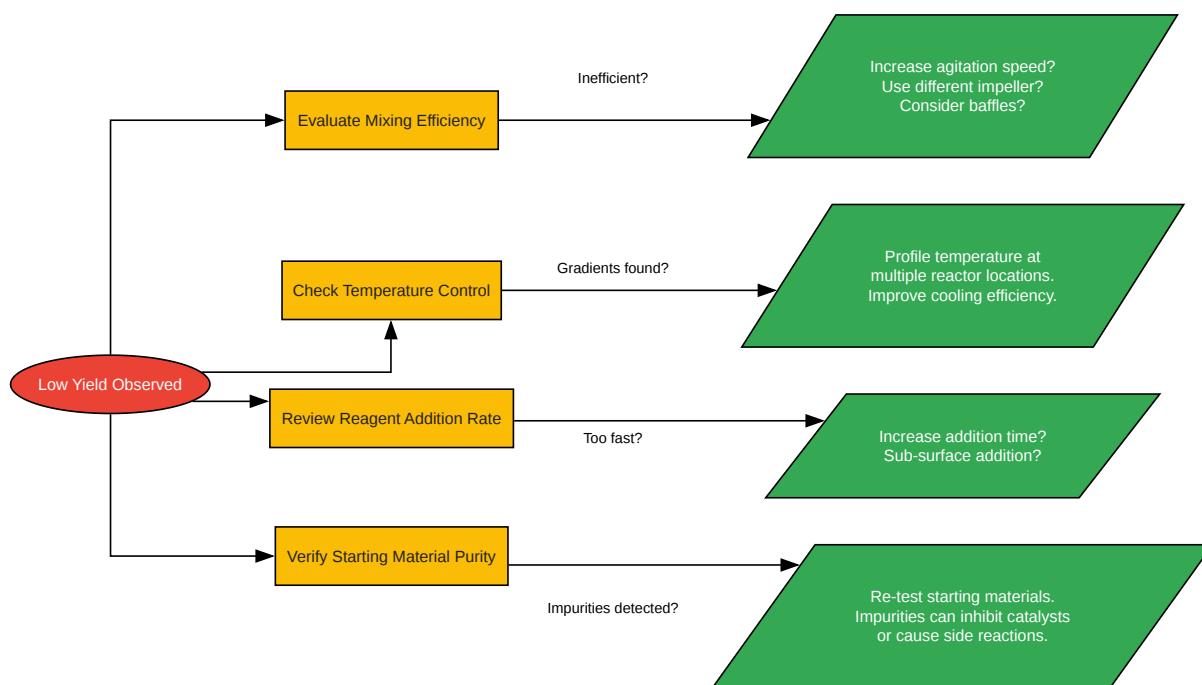 Low Yield Observed
Evaluate Mixing Efficiency
Inefficient?
Increase agitation speed?
Use different impeller?
Consider baffles?
Check Temperature Control
Gradients found?
Profile temperature at
multiple reactor locations.
Improve cooling efficiency.
Review Reagent Addition Rate
Too fast?
Increase addition time?
Sub-surface addition?
Verify Starting Material Purity
Impurities detected?
Re-test starting materials.
Impurities can inhibit catalysts
or cause side reactions.